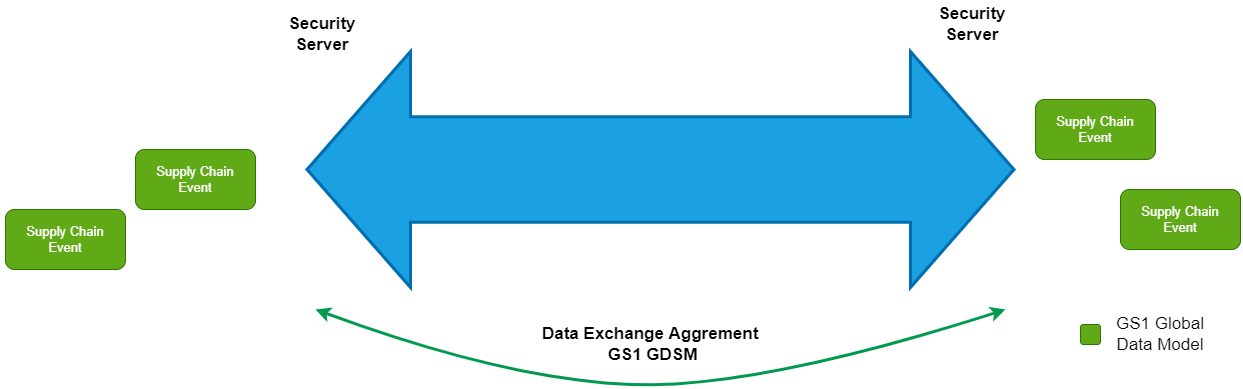 Security
Server
Security
Server
Supply Chain
Event
Supply Chain
Event
Supply Chain
Event
Supply Chain
Event
Data Exchange Aggrement
GS1 GDSM
GS1 Global
Data Model